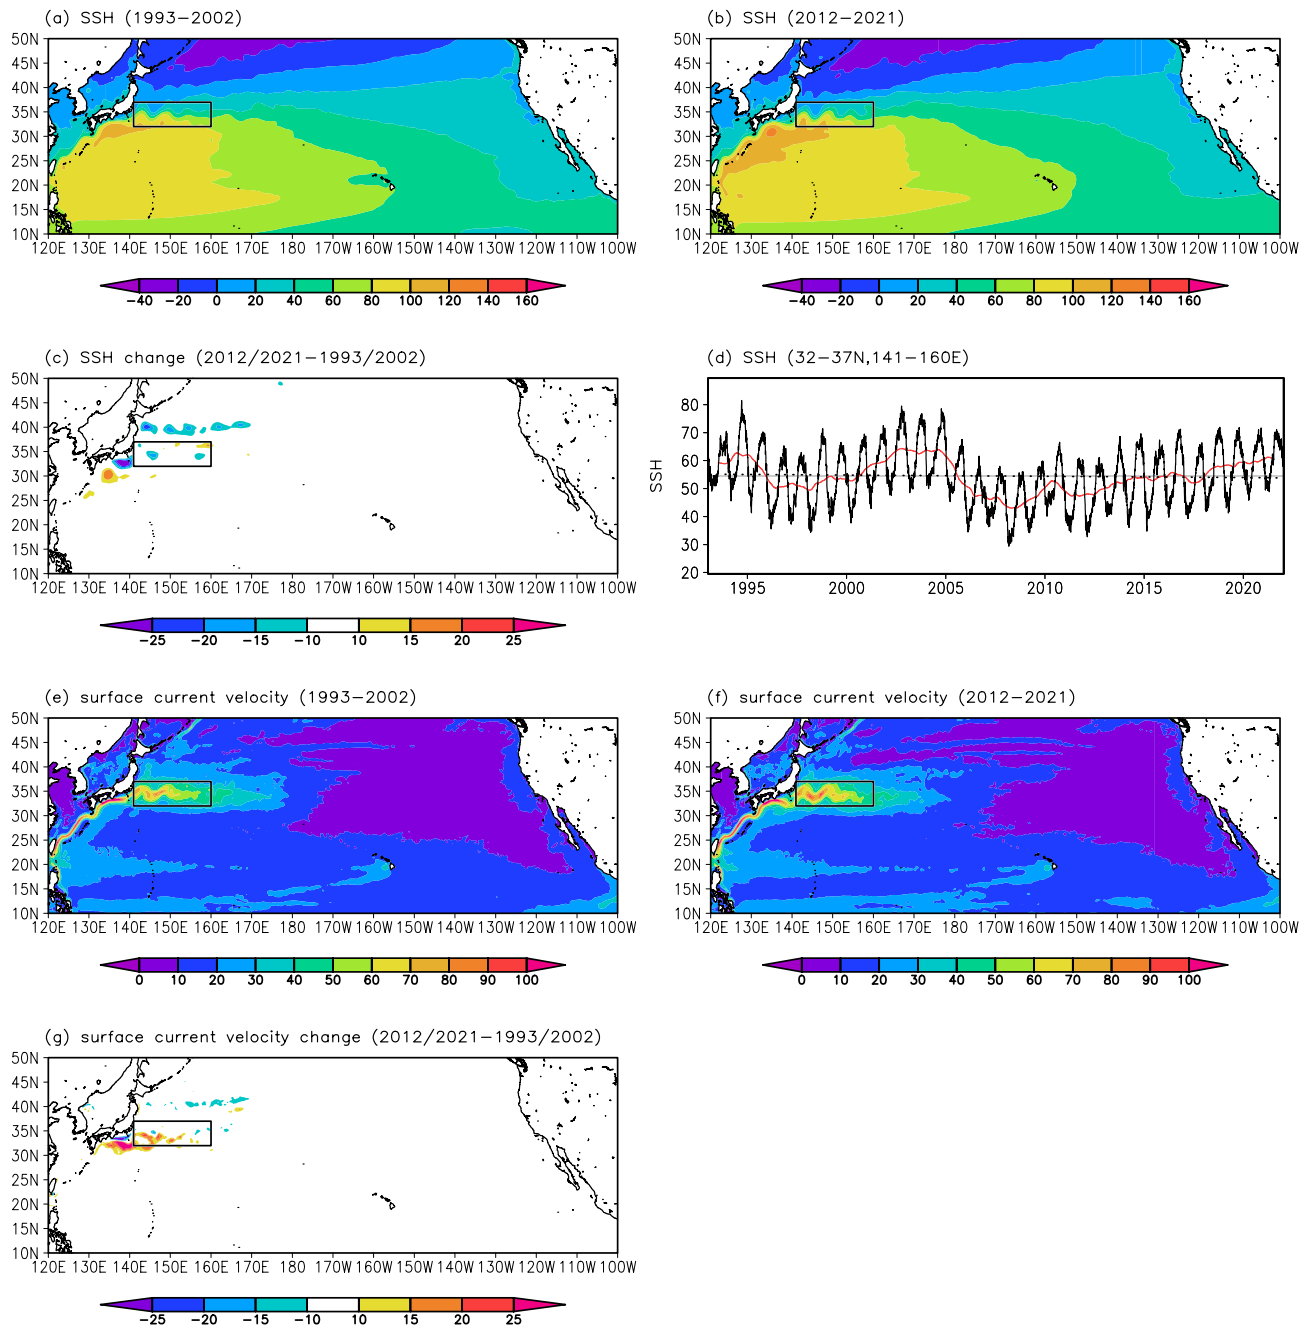 (a) SSH (1993−2002)
50N
45N
40N
35N
30N
25N
20N
15N
10N
120E 130E 140E 150E 160E 170E 180 170W 160W 150W 140W 130W 120W 110W 100W
−40 −20 0 20 40 60 80 100 120 140 160
(b) SSH (2012−2021)
50N
45N
40N
35N
30N
25N
20N
15N
10N
120E 130E 140E 150E 160E 170E 180 170W 160W 150W 140W 130W 120W 110W 100W
−40 −20 0 20 40 60 80 100 120 140 160
(c) SSH change (2012/2021−1993/2002)
50N
45N
40N
35N
30N
25N
20N
15N
10N
120E 130E 140E 150E 160E 170E 180 170W 160W 150W 140W 130W 120W 110W 100W
−25 −20 −15 −10 10 15 20 25
(d) SSH (32−37N,141−160E)
SSH
80
70
60
50
40
30
20
1995 2000 2005 2010 2015 2020
(e) surface current velocity (1993−2002)
50N
45N
40N
35N
30N
25N
20N
15N
10N
120E 130E 140E 150E 160E 170E 180 170W 160W 150W 140W 130W 120W 110W 100W
0 10 20 30 40 50 60 70 80 90 100
(f) surface current velocity (2012−2021)
50N
45N
40N
35N
30N
25N
20N
15N
10N
120E 130E 140E 150E 160E 170E 180 170W 160W 150W 140W 130W 120W 110W 100W
0 10 20 30 40 50 60 70 80 90 100
(g) surface current velocity change (2012/2021−1993/2002)
50N
45N
40N
35N
30N
25N
20N
15N
10N
120E 130E 140E 150E 160E 170E 180 170W 160W 150W 140W 130W 120W 110W 100W
−25 −20 −15 −10 10 15 20 25